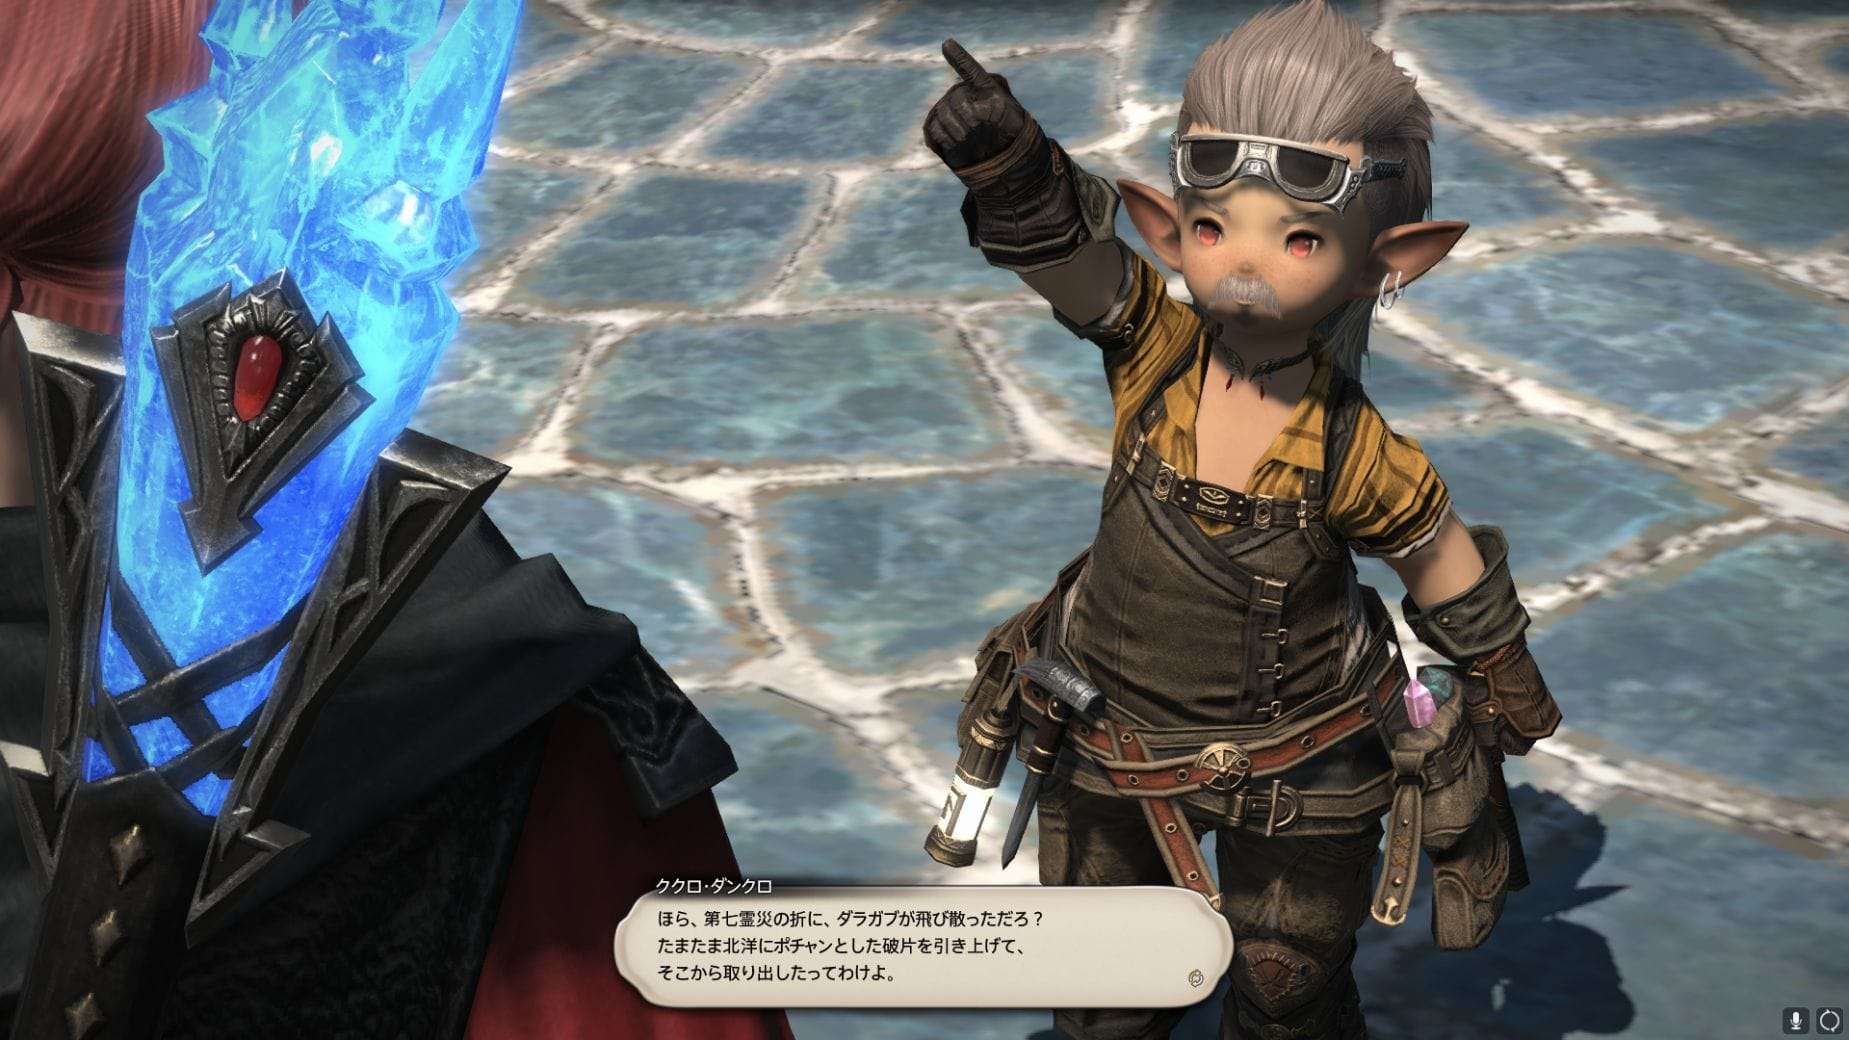 ククロ・ダンクロ
ほら、第七霊災の折に、ダラガブが飛び散っただろ？
たまたま北洋にポチャンとした破片を引き上げて、
そこから取り出したってわけよ。